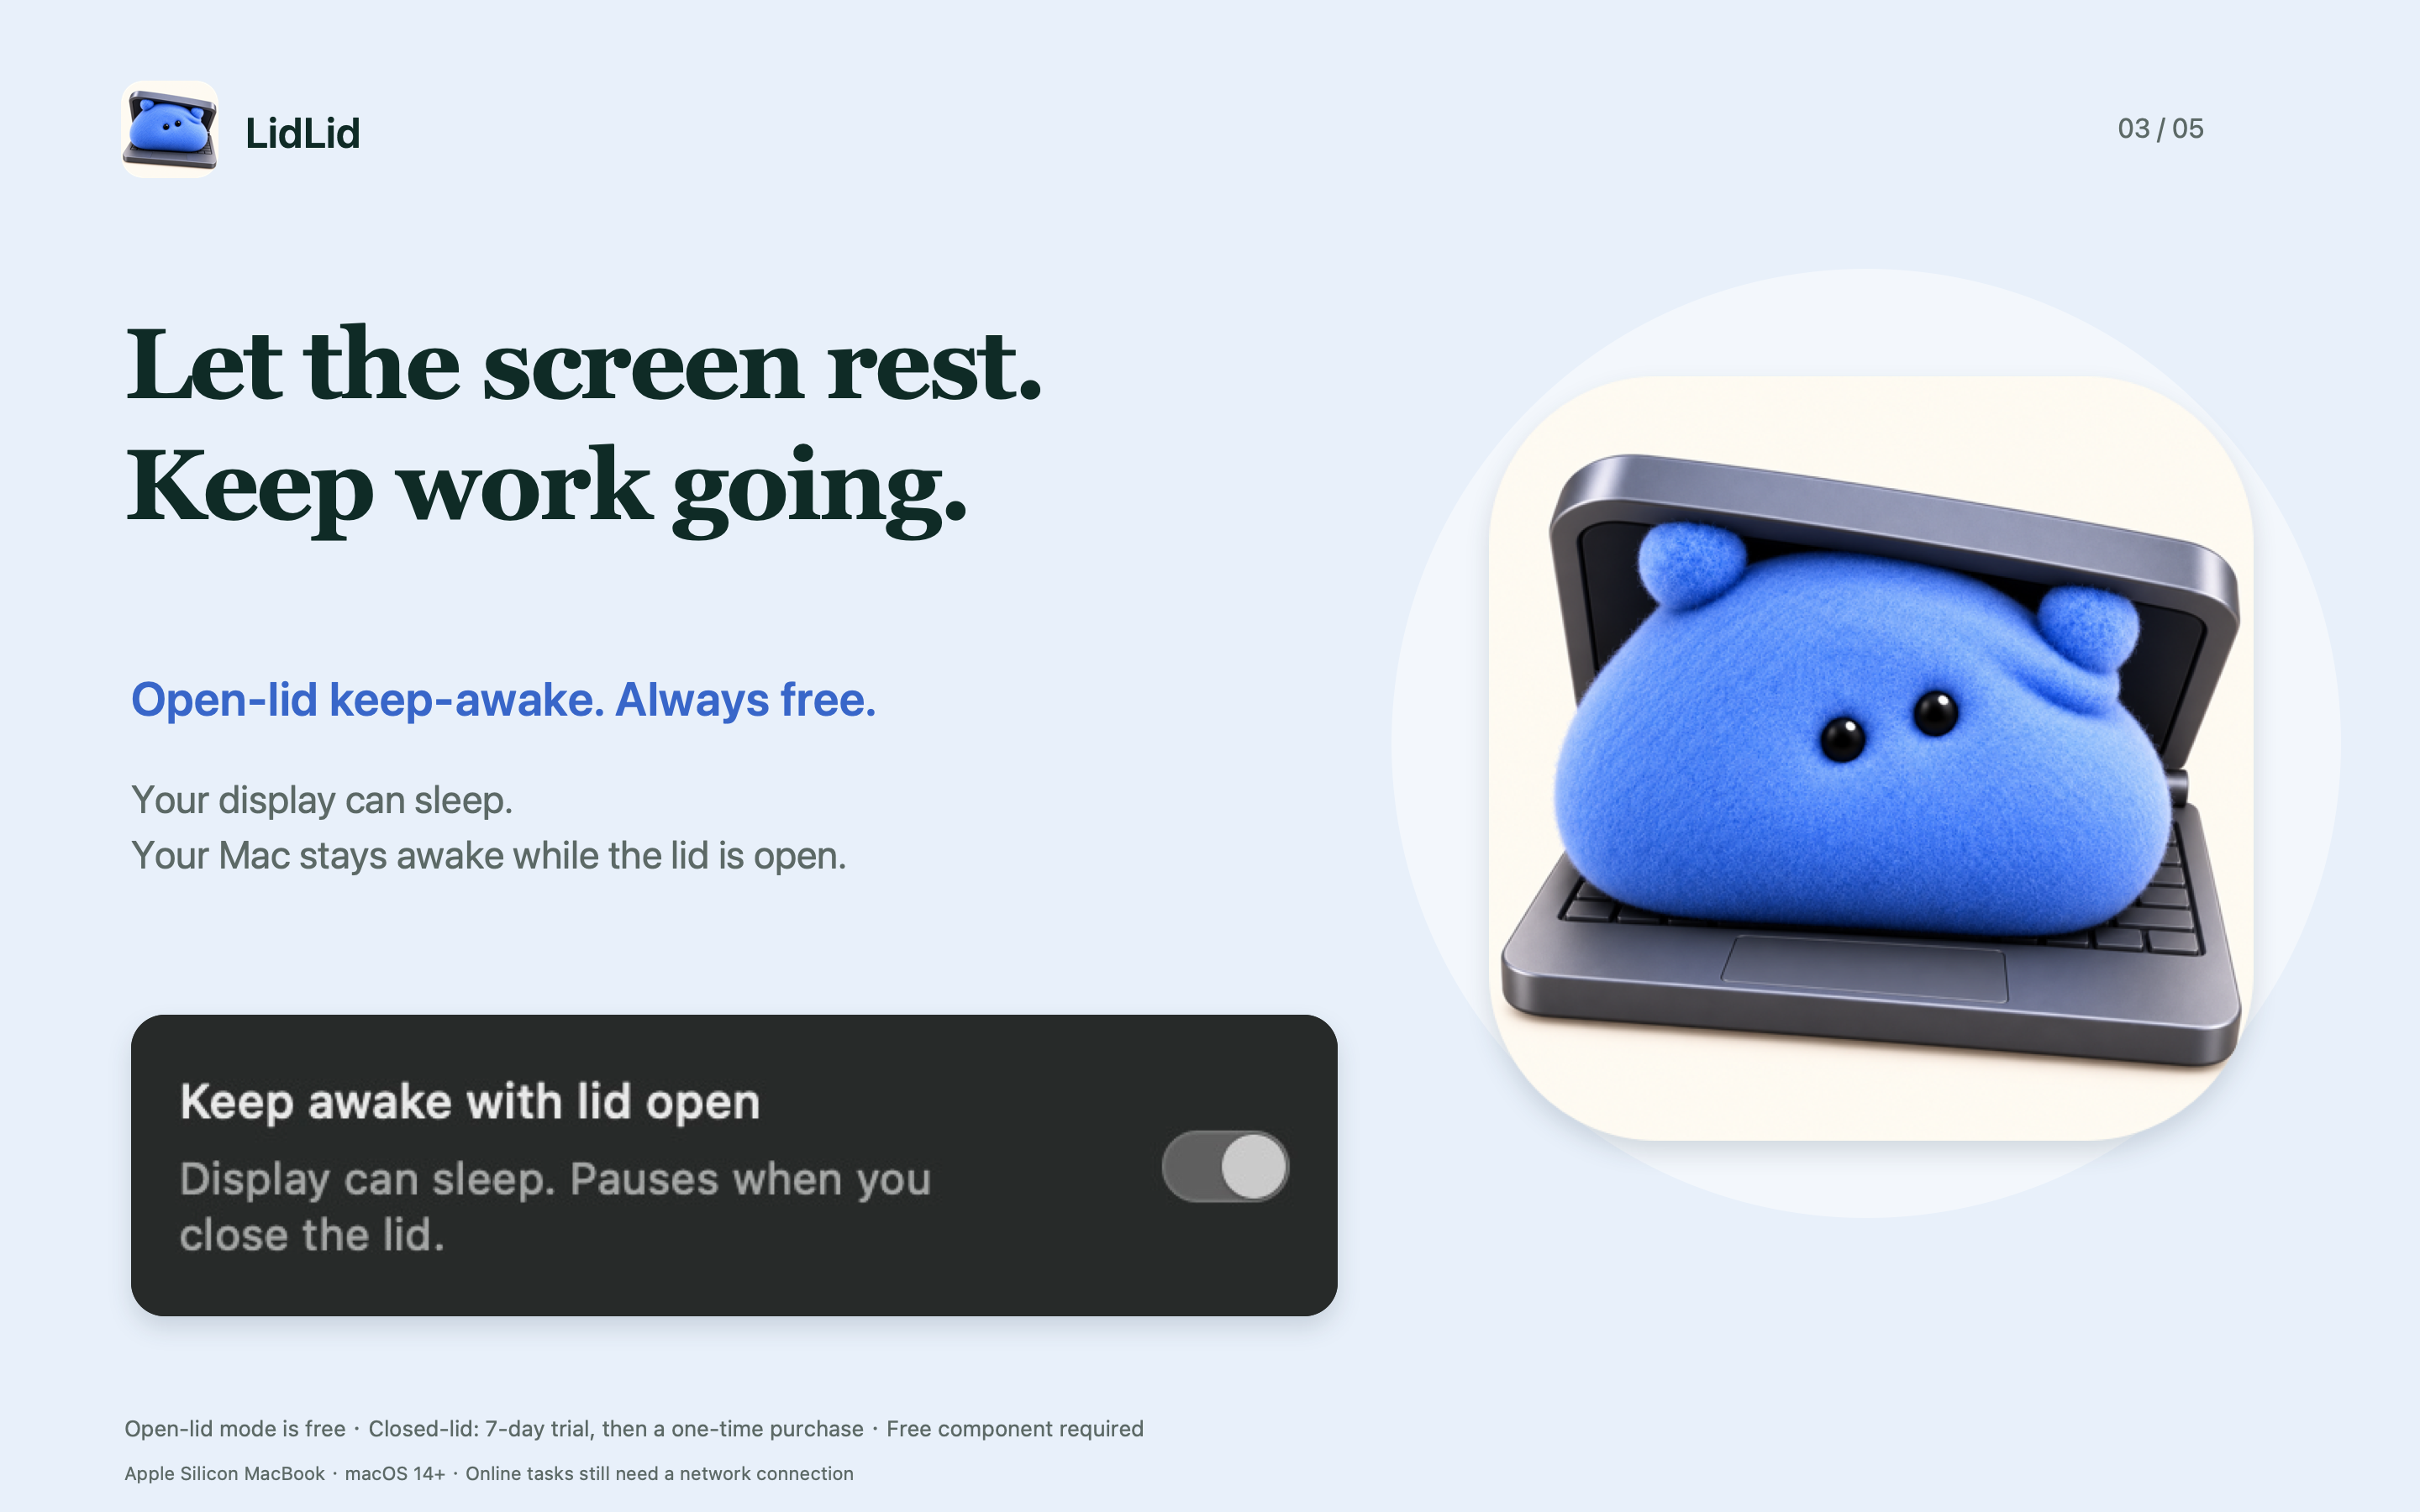 LidLid
03 / 05
Let the screen rest.
Keep work going.
Open-lid keep-awake. Always free.
Your display can sleep.
Your Mac stays awake while the lid is open.
Keep awake with lid open
Display can sleep. Pauses when you
close the lid.
Open-lid mode is free · Closed-lid: 7-day trial, then a one-time purchase · Free component required
Apple Silicon MacBook · macOS 14+ · Online tasks still need a network connection